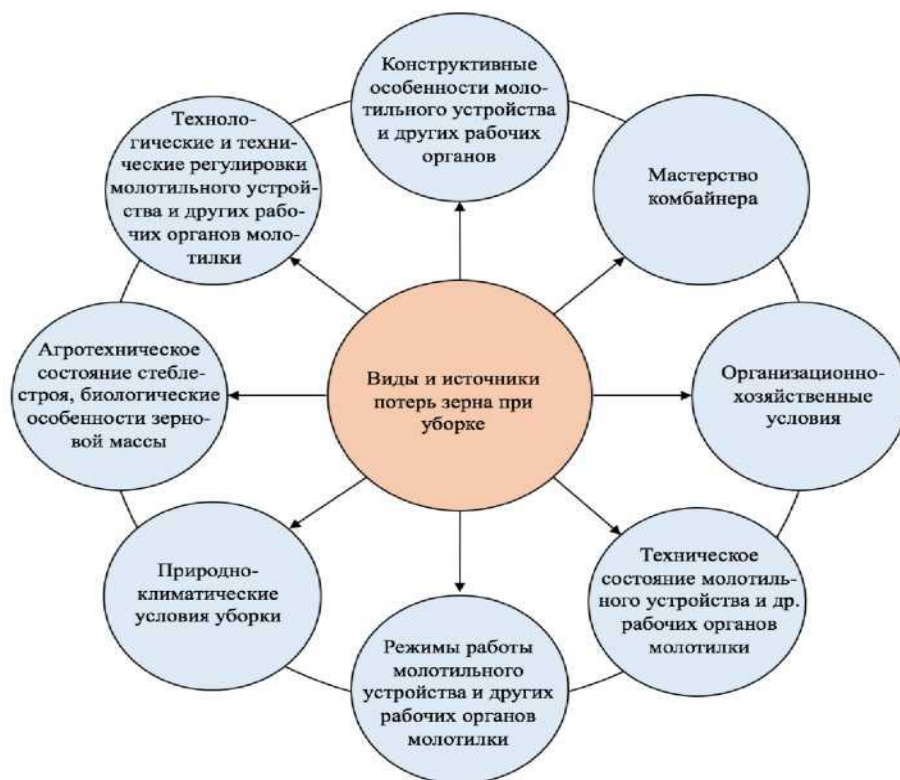 Конструктивные
особенности моло-
тильного устройства
и других рабочих
органов
Мастерство
комбайнера
Организационно-
хозяйственные
условия
Техническое
состояние молотиль-
ного устройства и др.
рабочих органов
молотилки
Режимы работы
молотильного
устройства и других
рабочих органов
молотилки
Природно-
климатические
условия уборки
Агротехническое
состояние стебле-
строя, биологические
особенности зерно-
вой массы
Техноло-
гические и техни-
ческие регулировки
молотильного устрой-
ства и других рабо-
чих органов моло-
тилки
Виды и источники
потерь зерна при
уборке